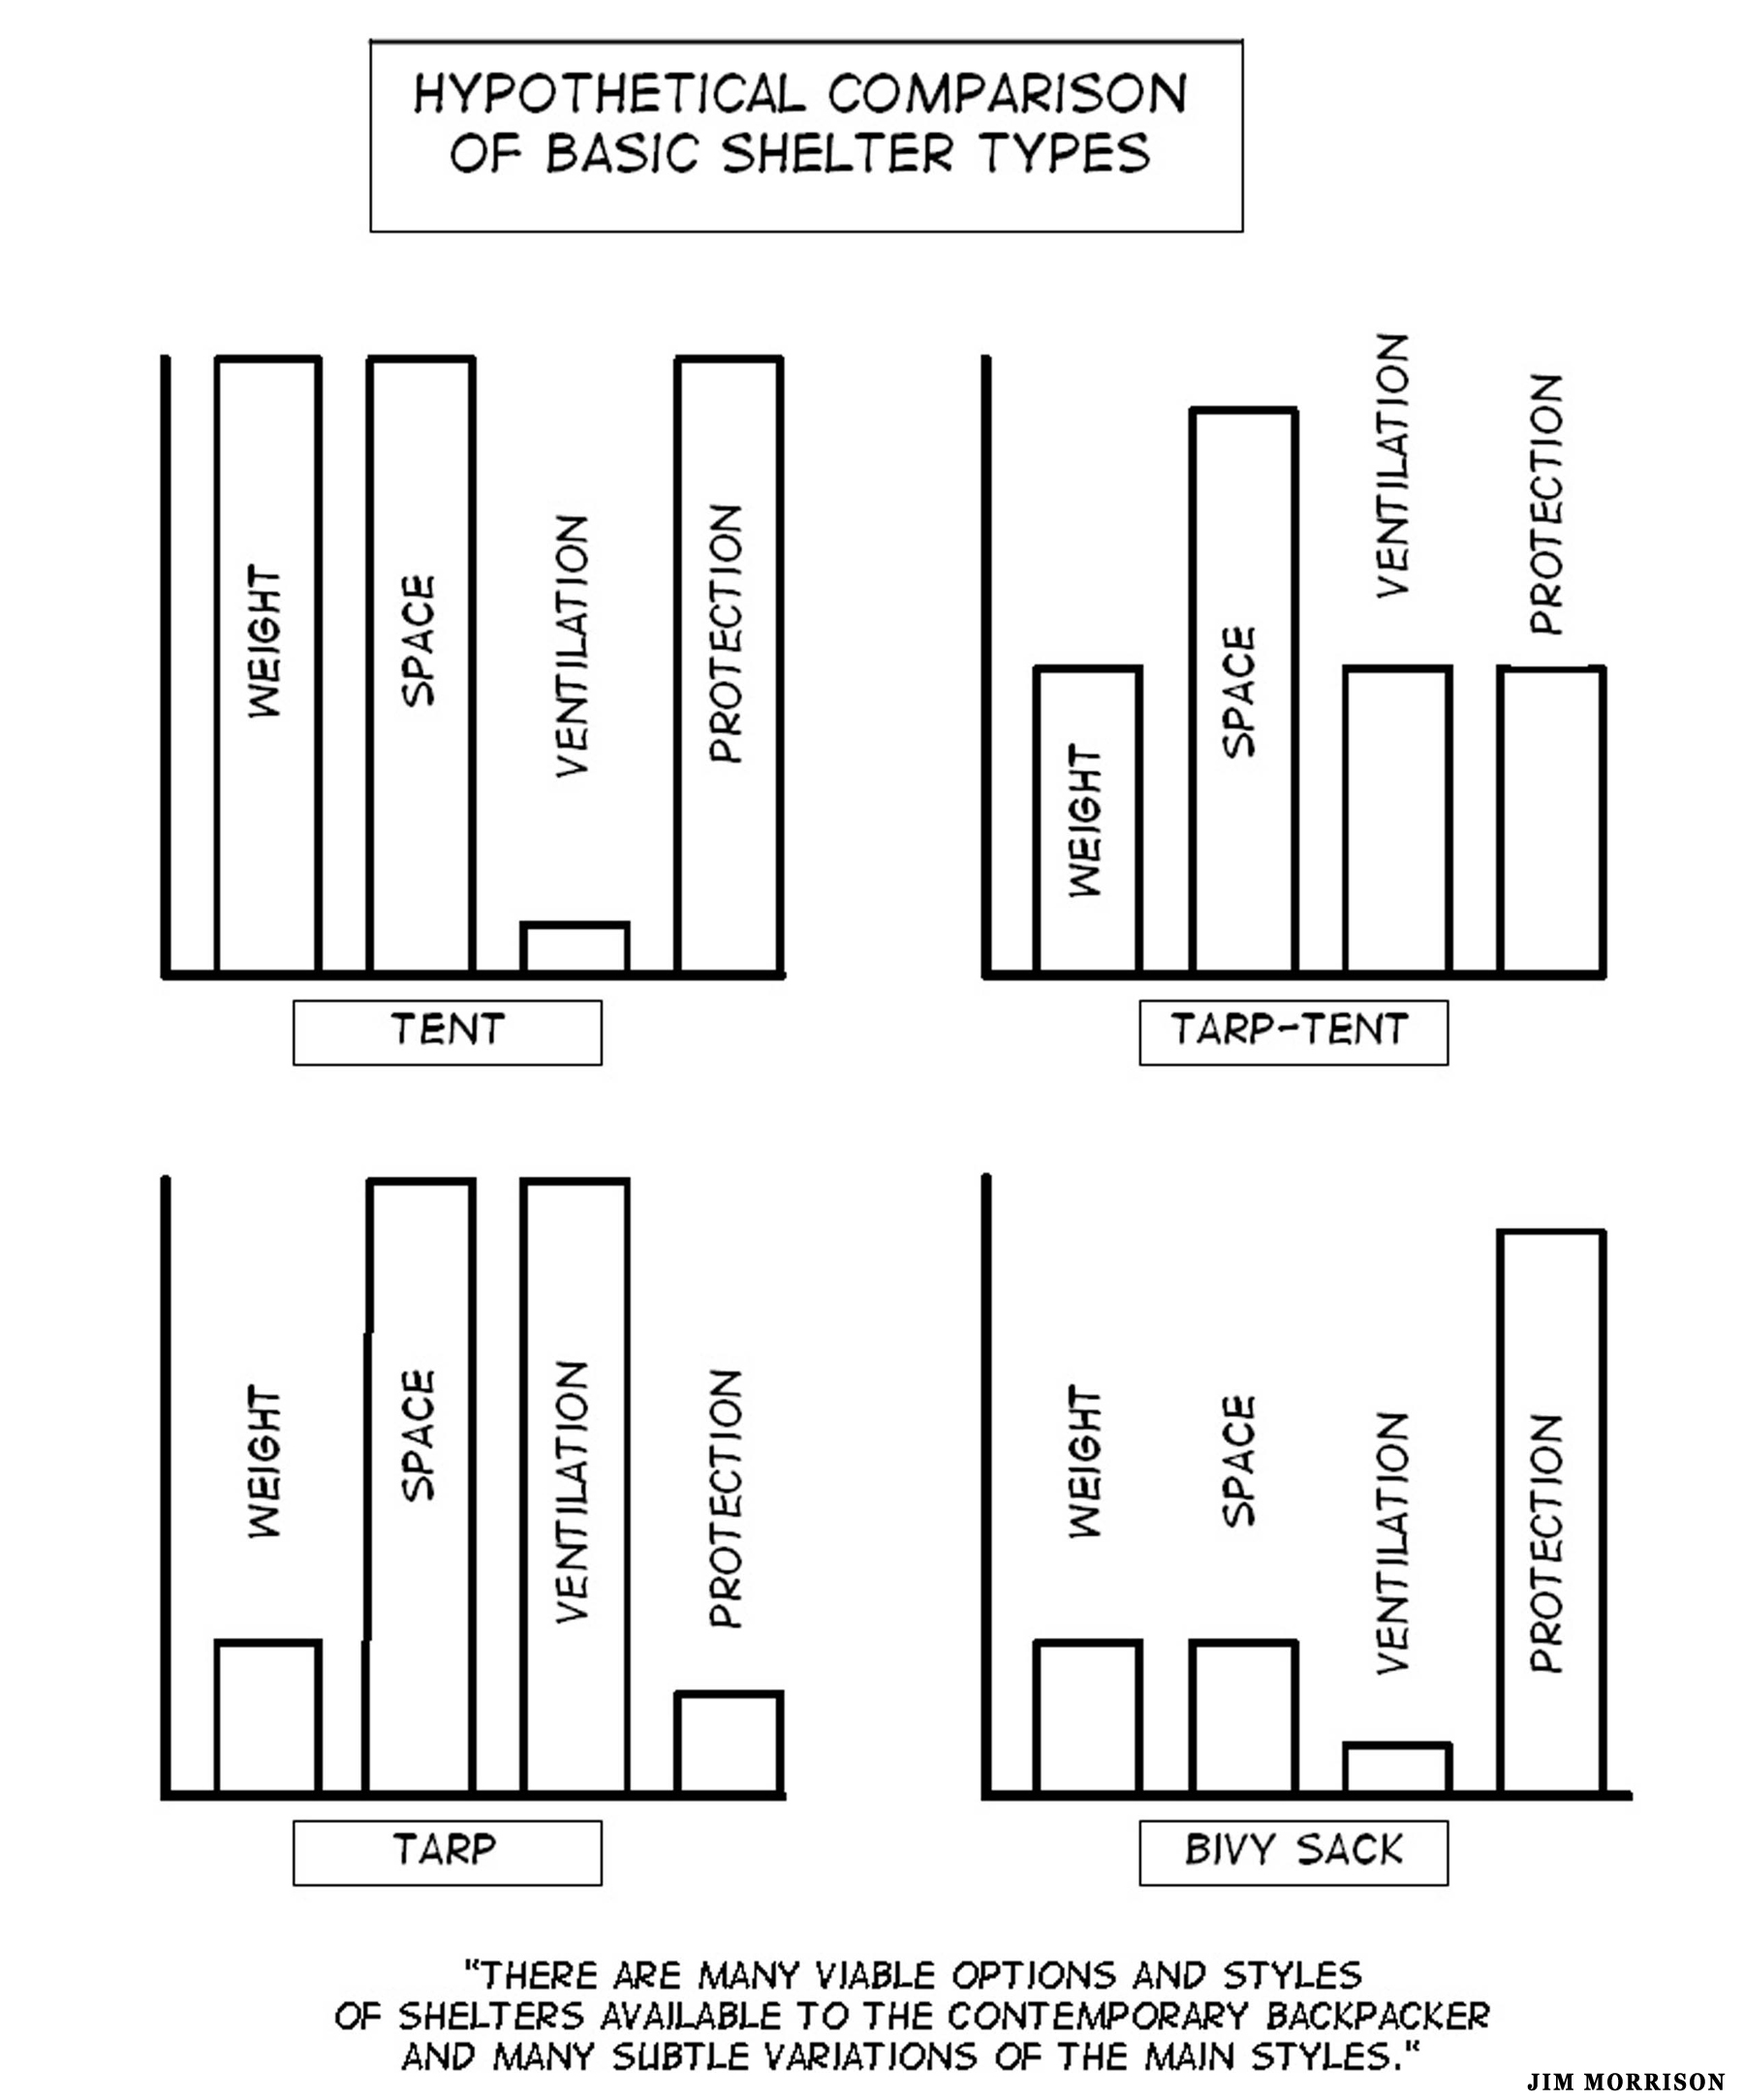 HYPOTHETICAL COMPARISON
OF BASIC SHELTER TYPES
WEIGHT
SPACE
VENTILATION
PROTECTION
TENT
WEIGHT
SPACE
VENTILATION
PROTECTION
TARP-TENT
WEIGHT
SPACE
VENTILATION
PROTECTION
TARP
WEIGHT
SPACE
VENTILATION
PROTECTION
BIVY SACK
"THERE ARE MANY VIABLE OPTIONS AND STYLES
OF SHELTERS AVAILABLE TO THE CONTEMPORARY BACKPACKER
AND MANY SUBTLE VARIATIONS OF THE MAIN STYLES."
JIM MORRISON